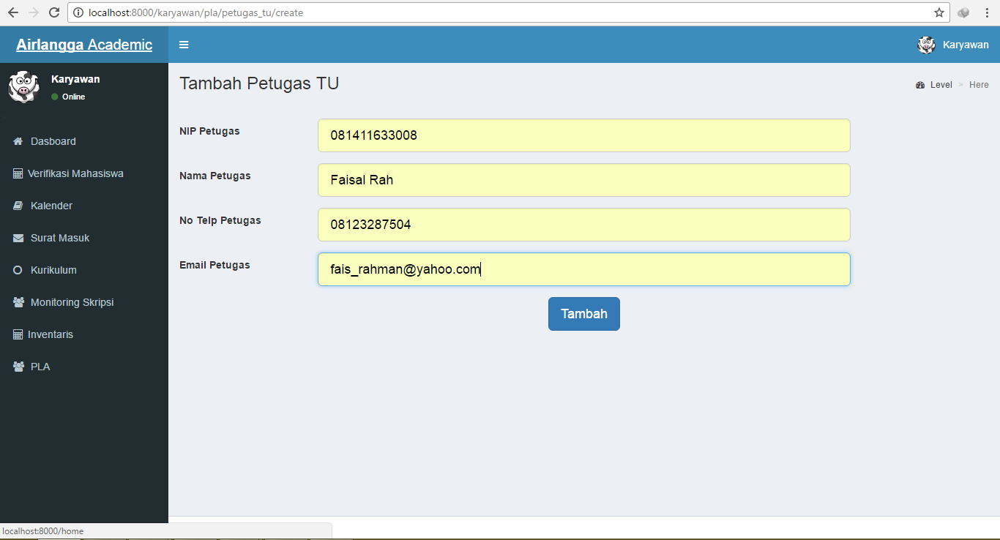 localhost:8000/karyawan/pla/petugas_tu/create
Airlangga Academic
Karyawan
Karyawan
Online
Tambah Petugas TU
Level > Here
Dasboard
Verifikasi Mahasiswa
Kalender
Surat Masuk
Kurikulum
Monitoring Skripsi
Inventaris
PLA
NIP Petugas 081411633008
Nama Petugas Faisal Rah
No Telp Petugas 08123287504
Email Petugas fais_rahman@yahoo.com
Tambah
localhost:8000/home